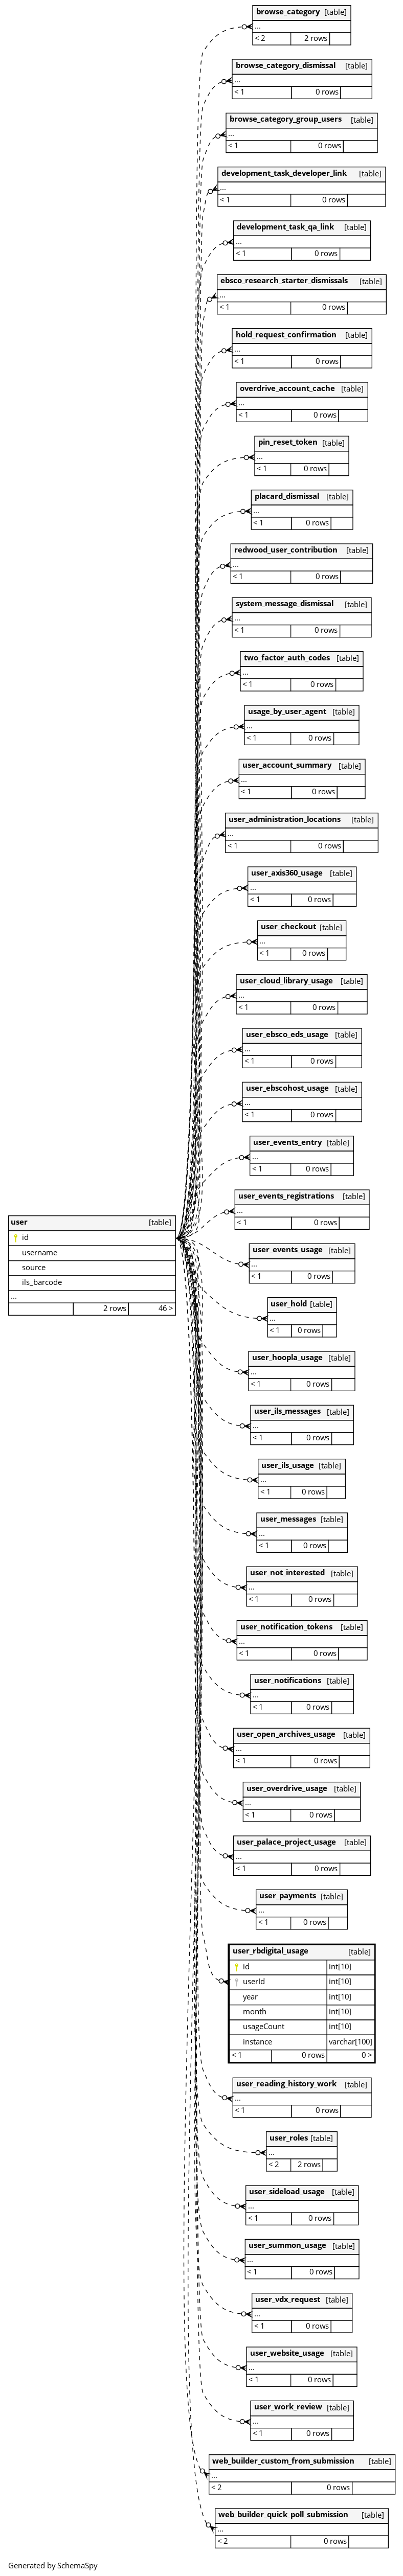 browse_category [table]
...
< 2 2 rows
browse_category_dismissal [table]
...
< 1 0 rows
browse_category_group_users [table]
...
< 1 0 rows
development_task_developer_link [table]
...
< 1 0 rows
development_task_qa_link [table]
...
< 1 0 rows
ebsco_research_starter_dismissals [table]
...
< 1 0 rows
hold_request_confirmation [table]
...
< 1 0 rows
overdrive_account_cache [table]
...
< 1 0 rows
pin_reset_token [table]
...
< 1 0 rows
placard_dismissal [table]
...
< 1 0 rows
redwood_user_contribution [table]
...
< 1 0 rows
system_message_dismissal [table]
...
< 1 0 rows
two_factor_auth_codes [table]
...
< 1 0 rows
usage_by_user_agent [table]
...
< 1 0 rows
user_account_summary [table]
...
< 1 0 rows
user_administration_locations [table]
...
< 1 0 rows
user_axis360_usage [table]
...
< 1 0 rows
user_checkout [table]
...
< 1 0 rows
user_cloud_library_usage [table]
...
< 1 0 rows
user_ebsco_eds_usage [table]
...
< 1 0 rows
user_ebscohost_usage [table]
...
< 1 0 rows
user_events_entry [table]
...
< 1 0 rows
user_events_registrations [table]
...
< 1 0 rows
user [table]
id
username
source
ils_barcode
...
2 rows 46 >
user_events_usage [table]
...
< 1 0 rows
user_hold [table]
...
< 1 0 rows
user_hoopla_usage [table]
...
< 1 0 rows
user_ils_messages [table]
...
< 1 0 rows
user_ils_usage [table]
...
< 1 0 rows
user_messages [table]
...
< 1 0 rows
user_not_interested [table]
...
< 1 0 rows
user_notification_tokens [table]
...
< 1 0 rows
user_notifications [table]
...
< 1 0 rows
user_open_archives_usage [table]
...
< 1 0 rows
user_overdrive_usage [table]
...
< 1 0 rows
user_palace_project_usage [table]
...
< 1 0 rows
user_payments [table]
...
< 1 0 rows
user_rbdigital_usage [table]
id int[10]
userId int[10]
year int[10]
month int[10]
usageCount int[10]
instance varchar[100]
< 1 0 rows 0 >
user_reading_history_work [table]
...
< 1 0 rows
user_roles [table]
...
< 2 2 rows
user_sideload_usage [table]
...
< 1 0 rows
user_summon_usage [table]
...
< 1 0 rows
user_vdx_request [table]
...
< 1 0 rows
user_website_usage [table]
...
< 1 0 rows
user_work_review [table]
...
< 1 0 rows
web_builder_custom_from_submission [table]
...
< 2 0 rows
web_builder_quick_poll_submission [table]
...
< 2 0 rows
Generated by SchemaSpy